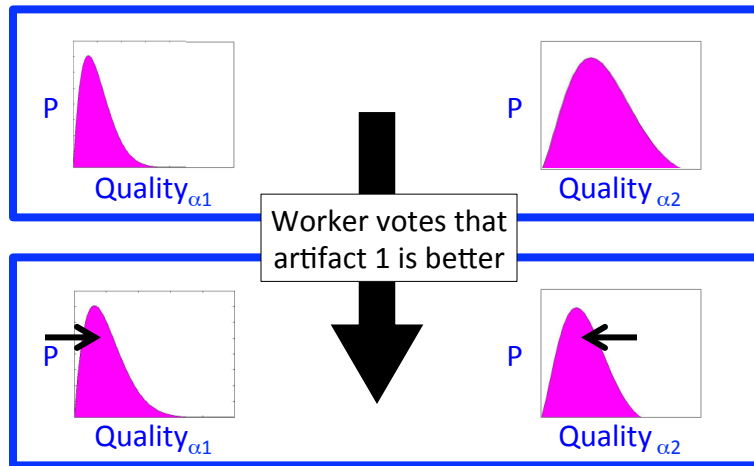 P
Quality α1
P
Quality α2
Worker votes that
artifact 1 is better
P
Quality α1
P
Quality α2